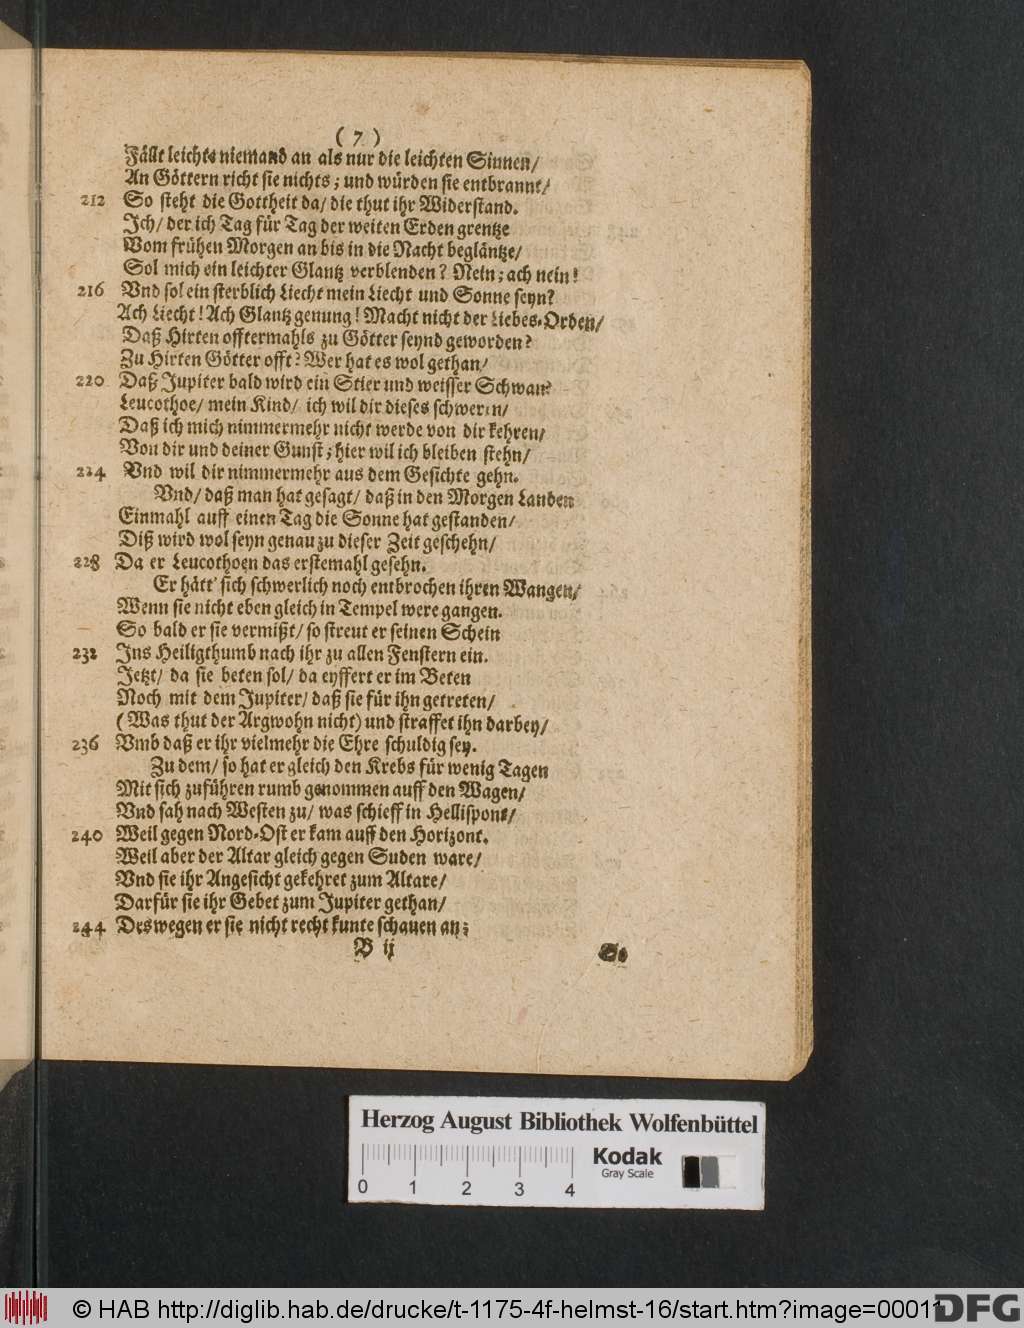 ( 7 )
Fällt leichts niemand an als nur die leichten Sinnen/
An Göttern richt sie nichts; und würden sie entbrannt/
212 So steht die Gottheit da/ die thut ihr Widerstand.
Ich/ der ich Tag für Tag der weiten Erden grentze
Vom frühen Morgen an bis in die Nacht begläntze/
Sol mich ein leichter Glantz verblenden? Nein; ach nein!
216 Vnd sol ein sterblich Liecht mein Liecht und Sonne seyn?
Ach Liecht! Ach Glantz genung! Macht nicht der Liebes-Orden/
Daß Hirten offtermahls zu Götter seynd geworden?
Zu Hirten Götter offt? Wer hat es wol gethan/
220 Daß Jupiter bald wird ein Stier und weisser Schwan?
Leucothoe/ mein Kind/ ich wil dir dieses schweren/
Daß ich mich nimmermehr nicht werde von dir kehren/
Von dir und deiner Gunst; hier wil ich bleiben stehn/
224 Vnd wil dir nimmermehr aus dem Gesichte gehn.
Vnd/ daß man hat gesagt/ daß in den Morgen Landen
Einmahl auff einen Tag die Sonne hat gestanden/
Diß wird wol seyn genau zu dieser Zeit geschehn/
228 Da er Leucothoen das erstemahl gesehn.
Er hätt' sich schwerlich noch entbrochen ihren Wangen/
Wenn sie nicht eben gleich in Tempel were gangen.
So bald er sie vermißt/ so streut er seinen Schein
232 Ins Heiligthumb nach ihr zu allen Fenstern ein.
Jetzt/ da sie beten sol/ da eyffert er im Beten
Noch mit dem Jupiter/ daß sie für ihn getreten/
(Was thut der Argwohn nicht) und straffet ihn darbey/
236 Vmb daß er ihr vielmehr die Ehre schuldig sey.
Zu dem/ so hat er gleich den Krebs für wenig Tagen
Mit sich zuführen rumb genommen auff den Wagen/
Vnd sah nach Westen zu/ was schieff in Hellispont/
240 Weil gegen Nord-Ost er kam auff den Horizont.
Weil aber der Altar gleich gegen Suden ware/
Vnd sie ihr Angesicht gekehret zum Altare/
Darfür sie ihr Gebet zum Jupiter gethan/
244 Deswegen er sie nicht recht kunte schauen an;
B ij
Herzog August Bibliothek Wolfenbüttel
Kodak
Gray Scale
0 1 2 3 4
© HAB http://diglib.hab.de/drucke/t-1175-4f-helmst-16/start.htm?image=00011
DFG